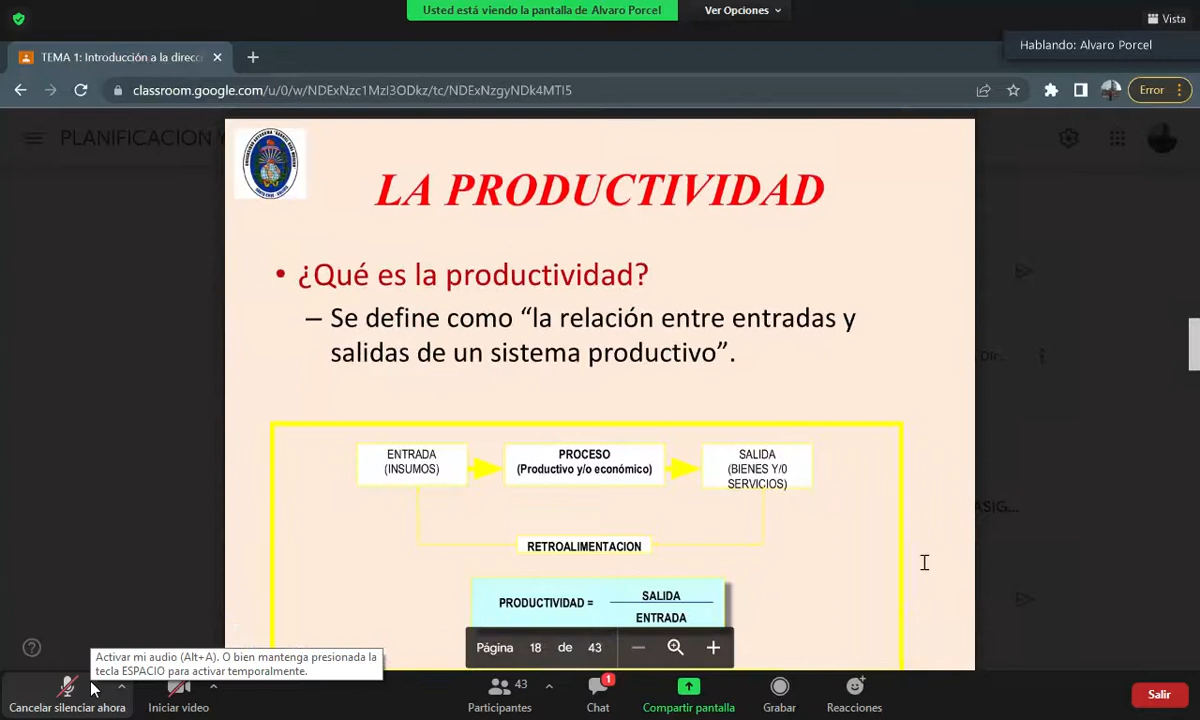 Usted está viendo la pantalla de Alvaro Porcel
Ver Opciones
Vista
TEMA 1: Introducción a la direcc
Hablando: Alvaro Porcel
classroom.google.com/u/0/w/NDExNzc1MzI3ODkz/tc/NDExNzgyNDk4MTI5
Error
PLANIFICACION Y
LA PRODUCTIVIDAD
• ¿Qué es la productividad?
– Se define como “la relación entre entradas y
salidas de un sistema productivo”.
Dir...
ENTRADA
(INSUMOS)
PROCESO
(Productivo y/o económico)
SALIDA
(BIENES Y/0
SERVICIOS)
ASIG...
RETROALIMENTACION
PRODUCTIVIDAD =
SALIDA
ENTRADA
Página 18 de 43
Activar mi audio (Alt+A). O bien mantenga presionada la
tecla ESPACIO para activar temporalmente.
Cancelar silenciar ahora
Iniciar video
43
Participantes
1
Chat
Compartir pantalla
Grabar
Reacciones
Salir